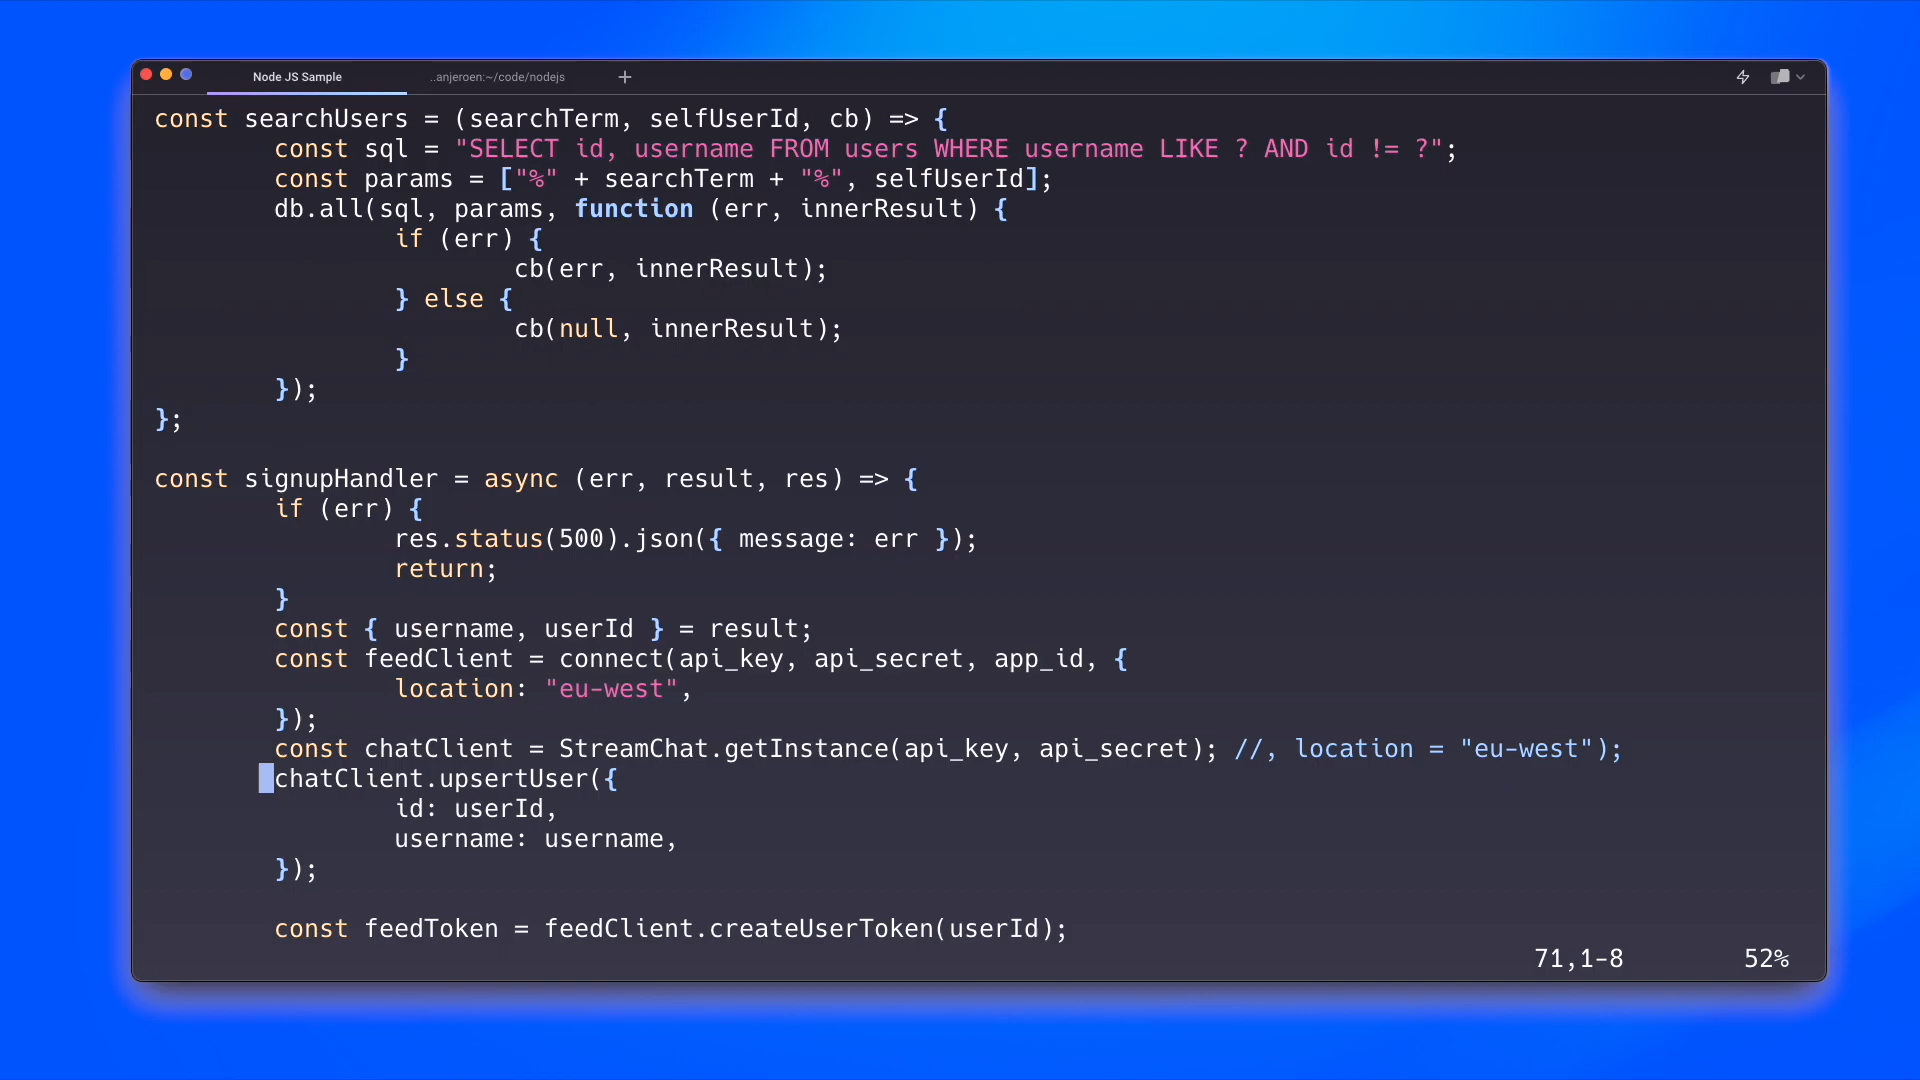 Node JS Sample
..anjeroen:~/code/nodejs
+
const searchUsers = (searchTerm, selfUserId, cb) => {
const sql = "SELECT id, username FROM users WHERE username LIKE ? AND id != ?";
const params = ["%" + searchTerm + "%", selfUserId];
db.all(sql, params, function (err, innerResult) {
if (err) {
cb(err, innerResult);
} else {
cb(null, innerResult);
}
});
};
const signupHandler = async (err, result, res) => {
if (err) {
res.status(500).json({ message: err });
return;
}
const { username, userId } = result;
const feedClient = connect(api_key, api_secret, app_id, {
location: "eu-west",
});
const chatClient = StreamChat.getInstance(api_key, api_secret); //, location = "eu-west");
chatClient.upsertUser({
id: userId,
username: username,
});
const feedToken = feedClient.createUserToken(userId);
71,1-8 52%